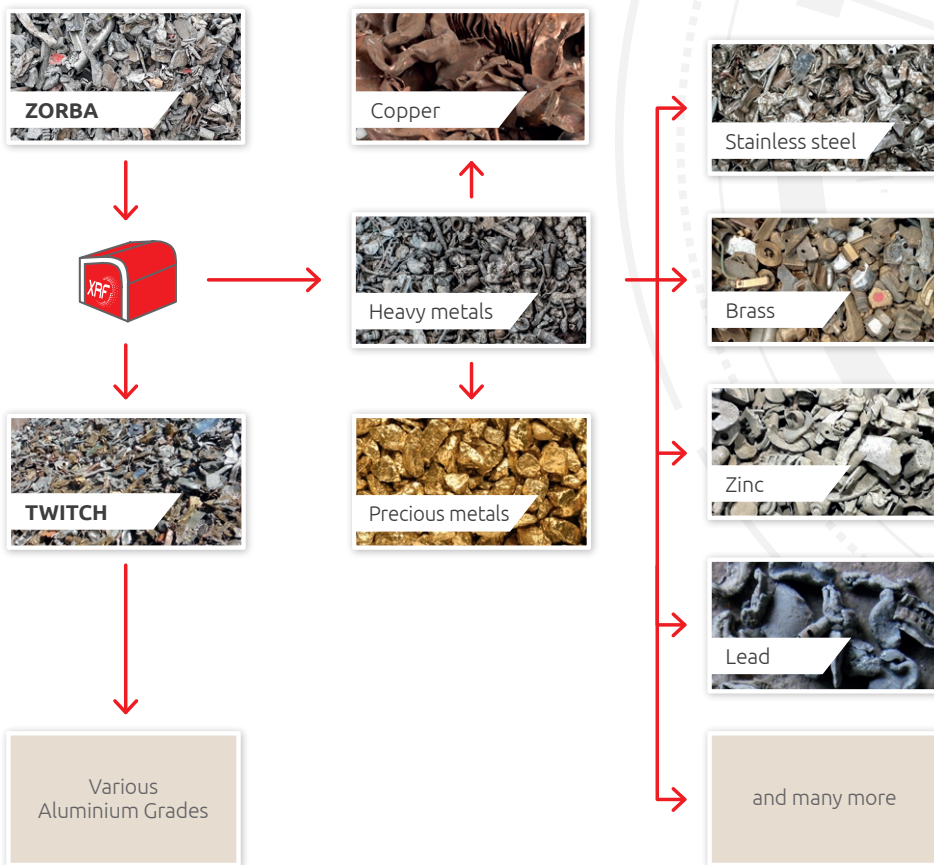 ZORBA
Copper
Stainless steel
XRF
Heavy metals
Brass
TWITCH
Precious metals
Zinc
Lead
Various
Aluminium Grades
and many more